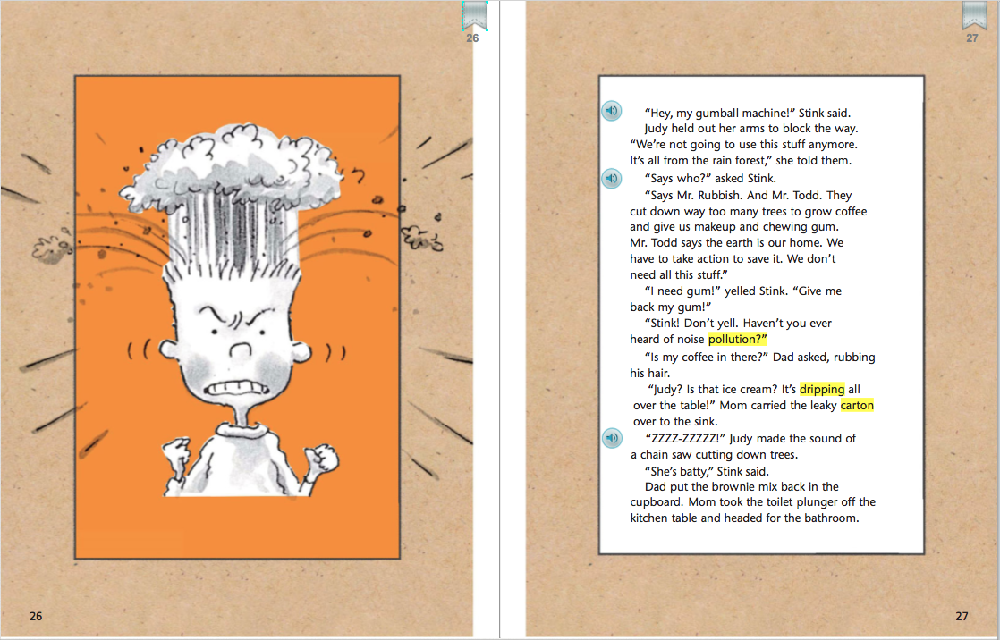 26
27
“Hey, my gumball machine!” Stink said.
Judy held out her arms to block the way.
“We’re not going to use this stuff anymore.
It’s all from the rain forest,” she told them.
“Says who?” asked Stink.
“Says Mr. Rubbish. And Mr. Todd. They
cut down way too many trees to grow coffee
and give us makeup and chewing gum.
Mr. Todd says the earth is our home. We
have to take action to save it. We don’t
need all this stuff.”
“I need gum!” yelled Stink. “Give me
back my gum!”
“Stink! Don’t yell. Haven’t you ever
heard of noise pollution?”
“Is my coffee in there?” Dad asked, rubbing
his hair.
“Judy? Is that ice cream? It’s dripping all
over the table!” Mom carried the leaky carton
over to the sink.
“ZZZZ-ZZZZZ!” Judy made the sound of
a chain saw cutting down trees.
“She’s batty,” Stink said.
Dad put the brownie mix back in the
cupboard. Mom took the toilet plunger off the
kitchen table and headed for the bathroom.
26
27